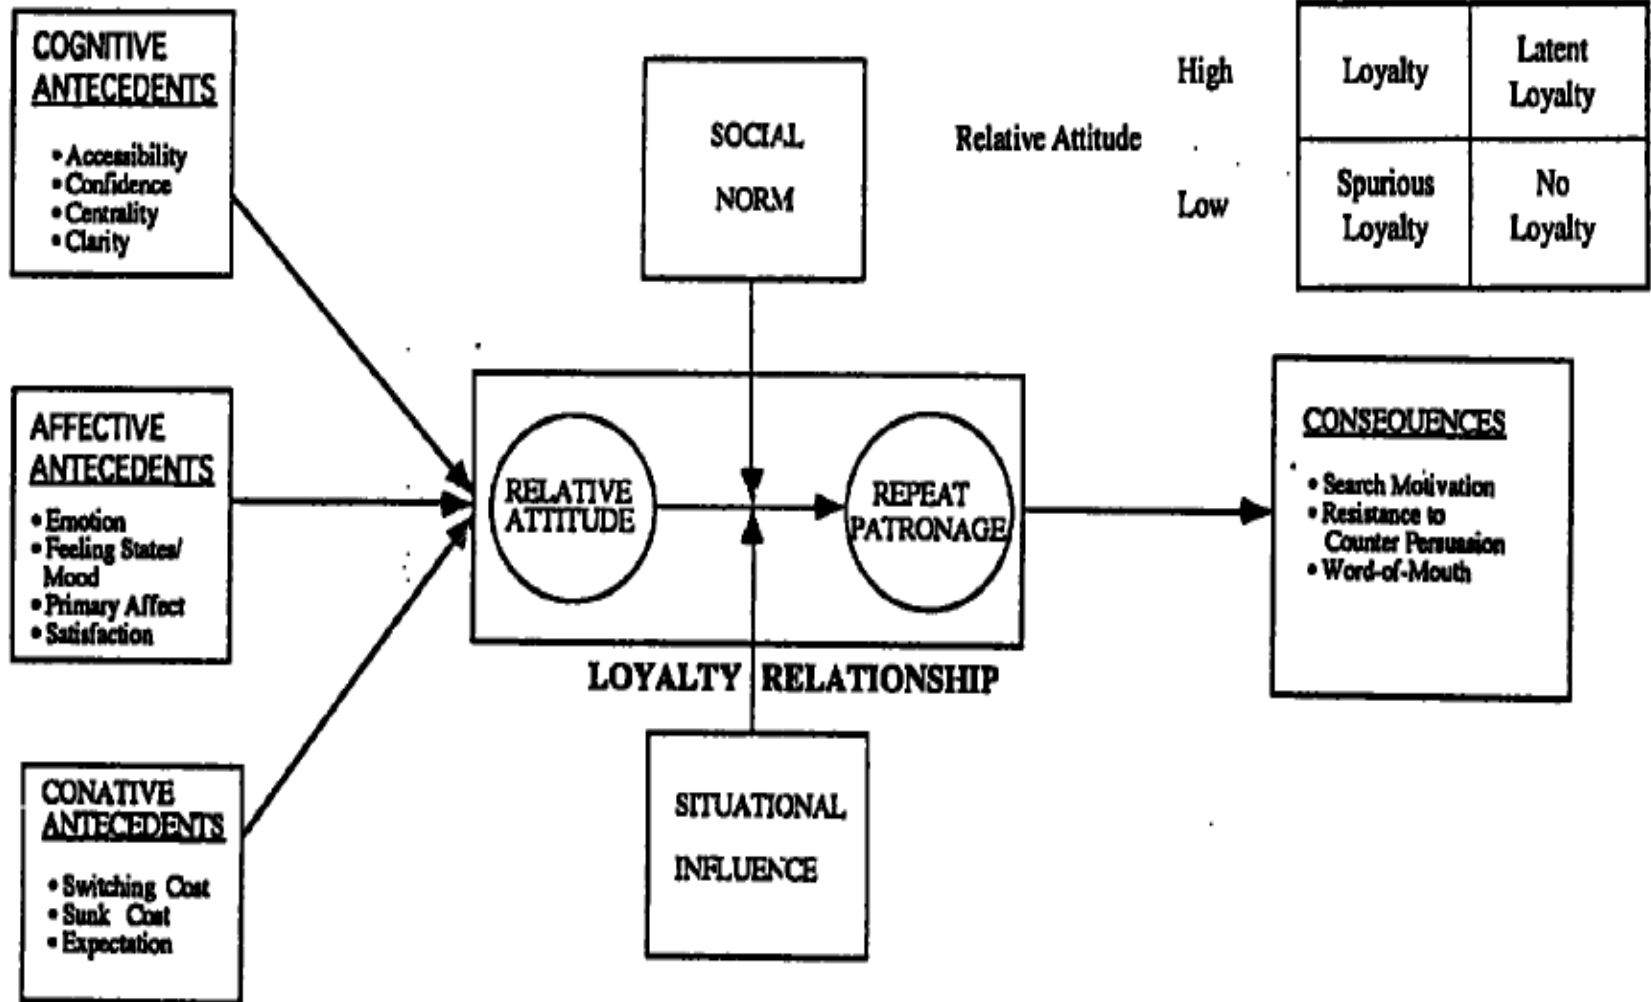 COGNITIVE
ANTECEDENTS
• Accessibility
• Confidence
• Centrality
• Clarity
AFFECTIVE
ANTECEDENTS
• Emotion
• Feeling States/
Mood
• Primary Affect
• Satisfaction
CONATIVE
ANTECEDENTS
• Switching Cost
• Sunk Cost
• Expectation
SOCIAL
NORM
RELATIVE
ATTITUDE
REPEAT
PATRONAGE
LOYALTY RELATIONSHIP
SITUATIONAL
INFLUENCE
Relative Attitude
High
Low
Loyalty
Latent
Loyalty
Spurious
Loyalty
No
Loyalty
CONSEQUENCES
• Search Motivation
• Resistance to
Counter Persuasion
• Word-of-Mouth